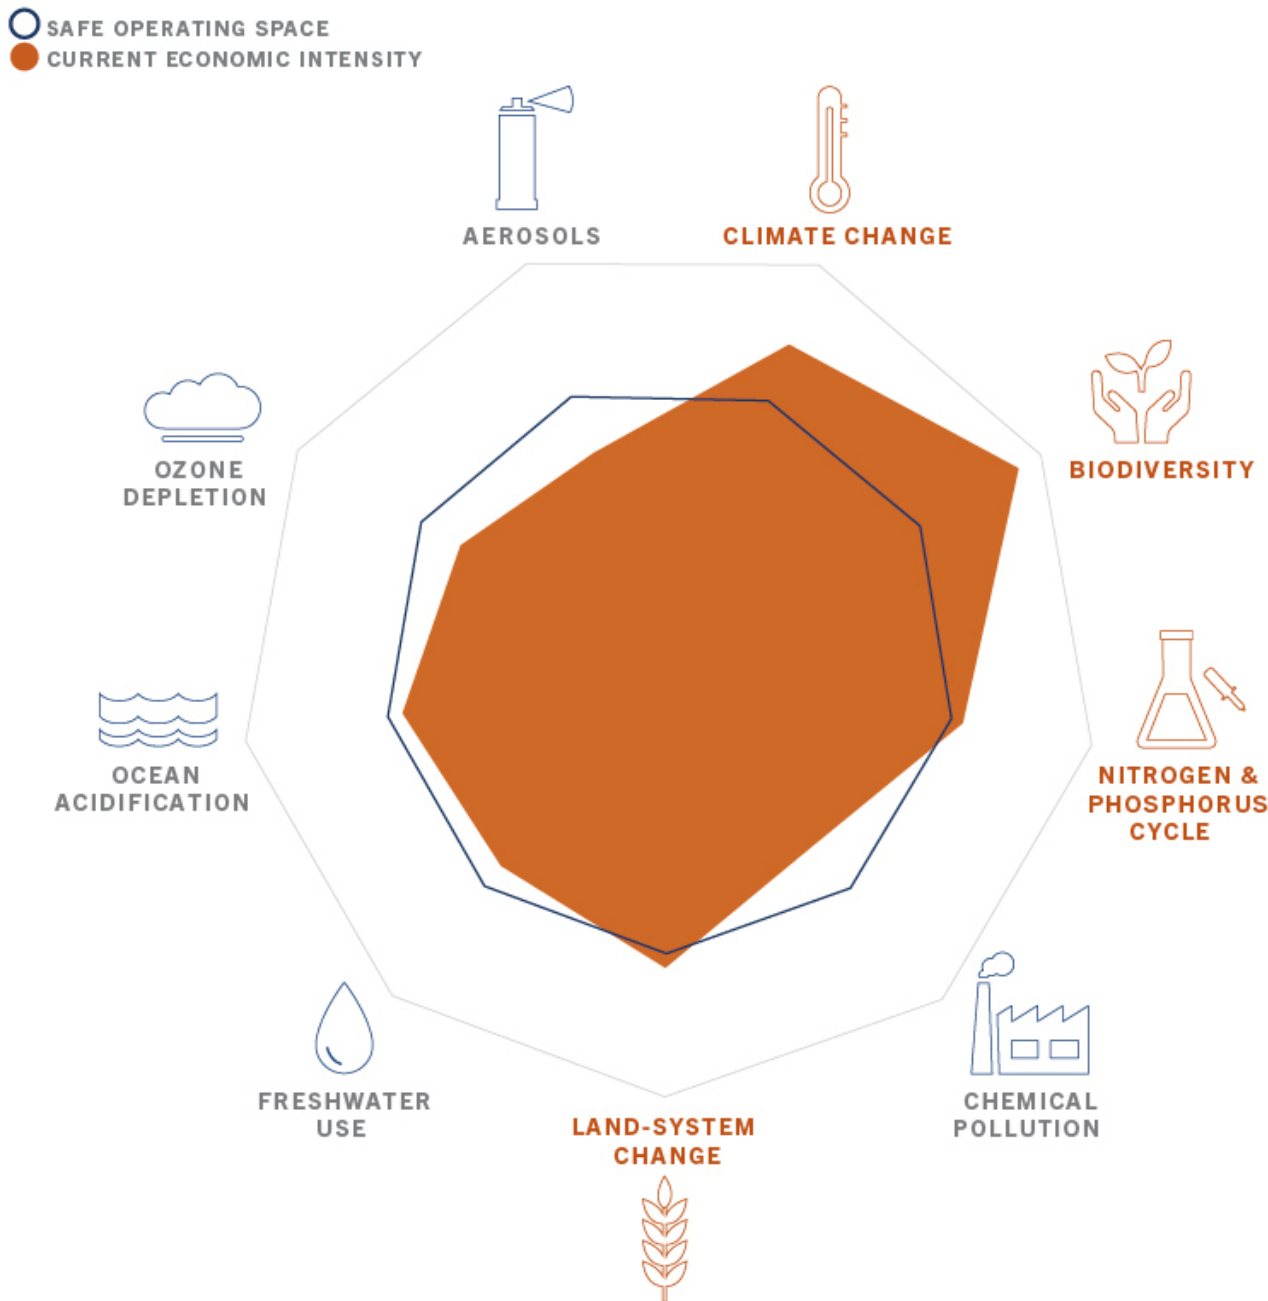 SAFE OPERATING SPACE
CURRENT ECONOMIC INTENSITY
AEROSOLS
CLIMATE CHANGE
OZONE
DEPLETION
BIODIVERSITY
OCEAN
ACIDIFICATION
NITROGEN &
PHOSPHORUS
CYCLE
FRESHWATER
USE
CHEMICAL
POLLUTION
LAND-SYSTEM
CHANGE